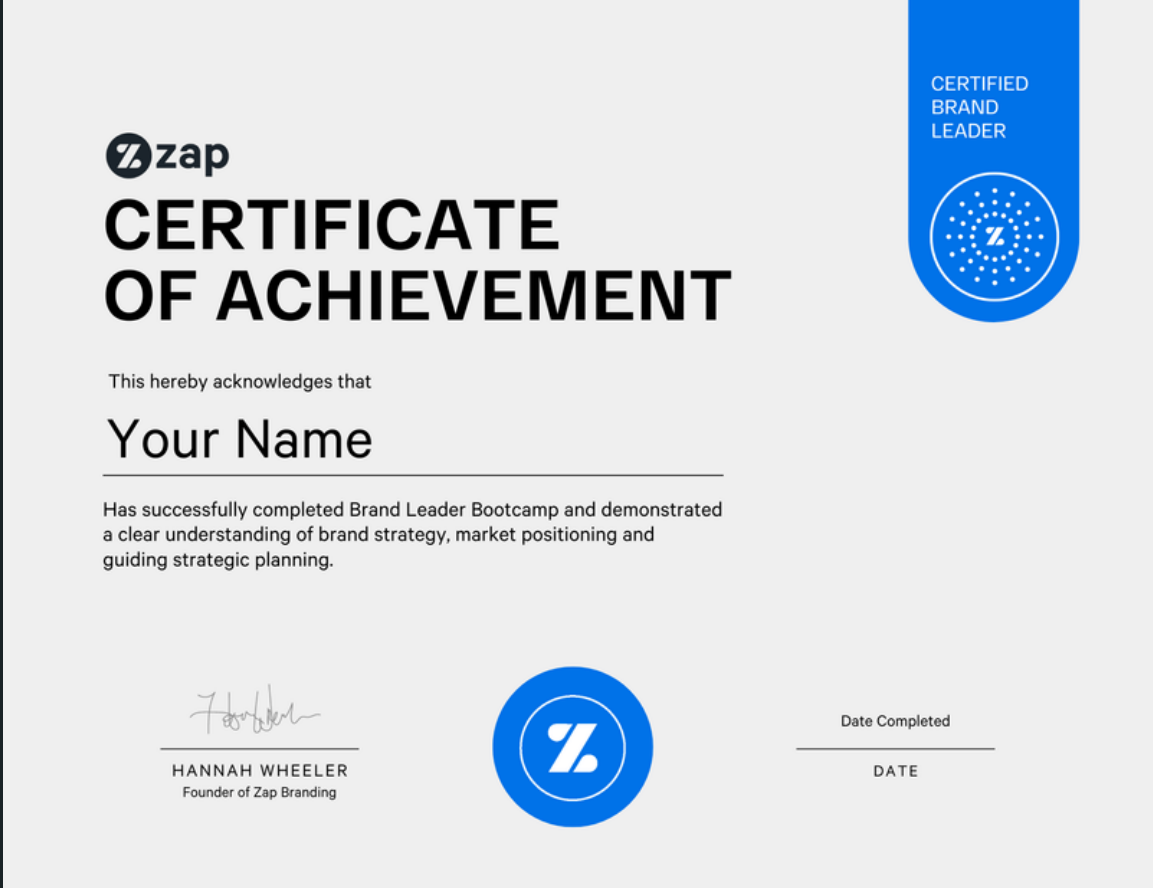 CERTIFIED
BRAND
LEADER
zap
CERTIFICATE
OF ACHIEVEMENT
This hereby acknowledges that
Your Name
Has successfully completed Brand Leader Bootcamp and demonstrated
a clear understanding of brand strategy, market positioning and
guiding strategic planning.
HANNAH WHEELER
Founder of Zap Branding
Date Completed
DATE